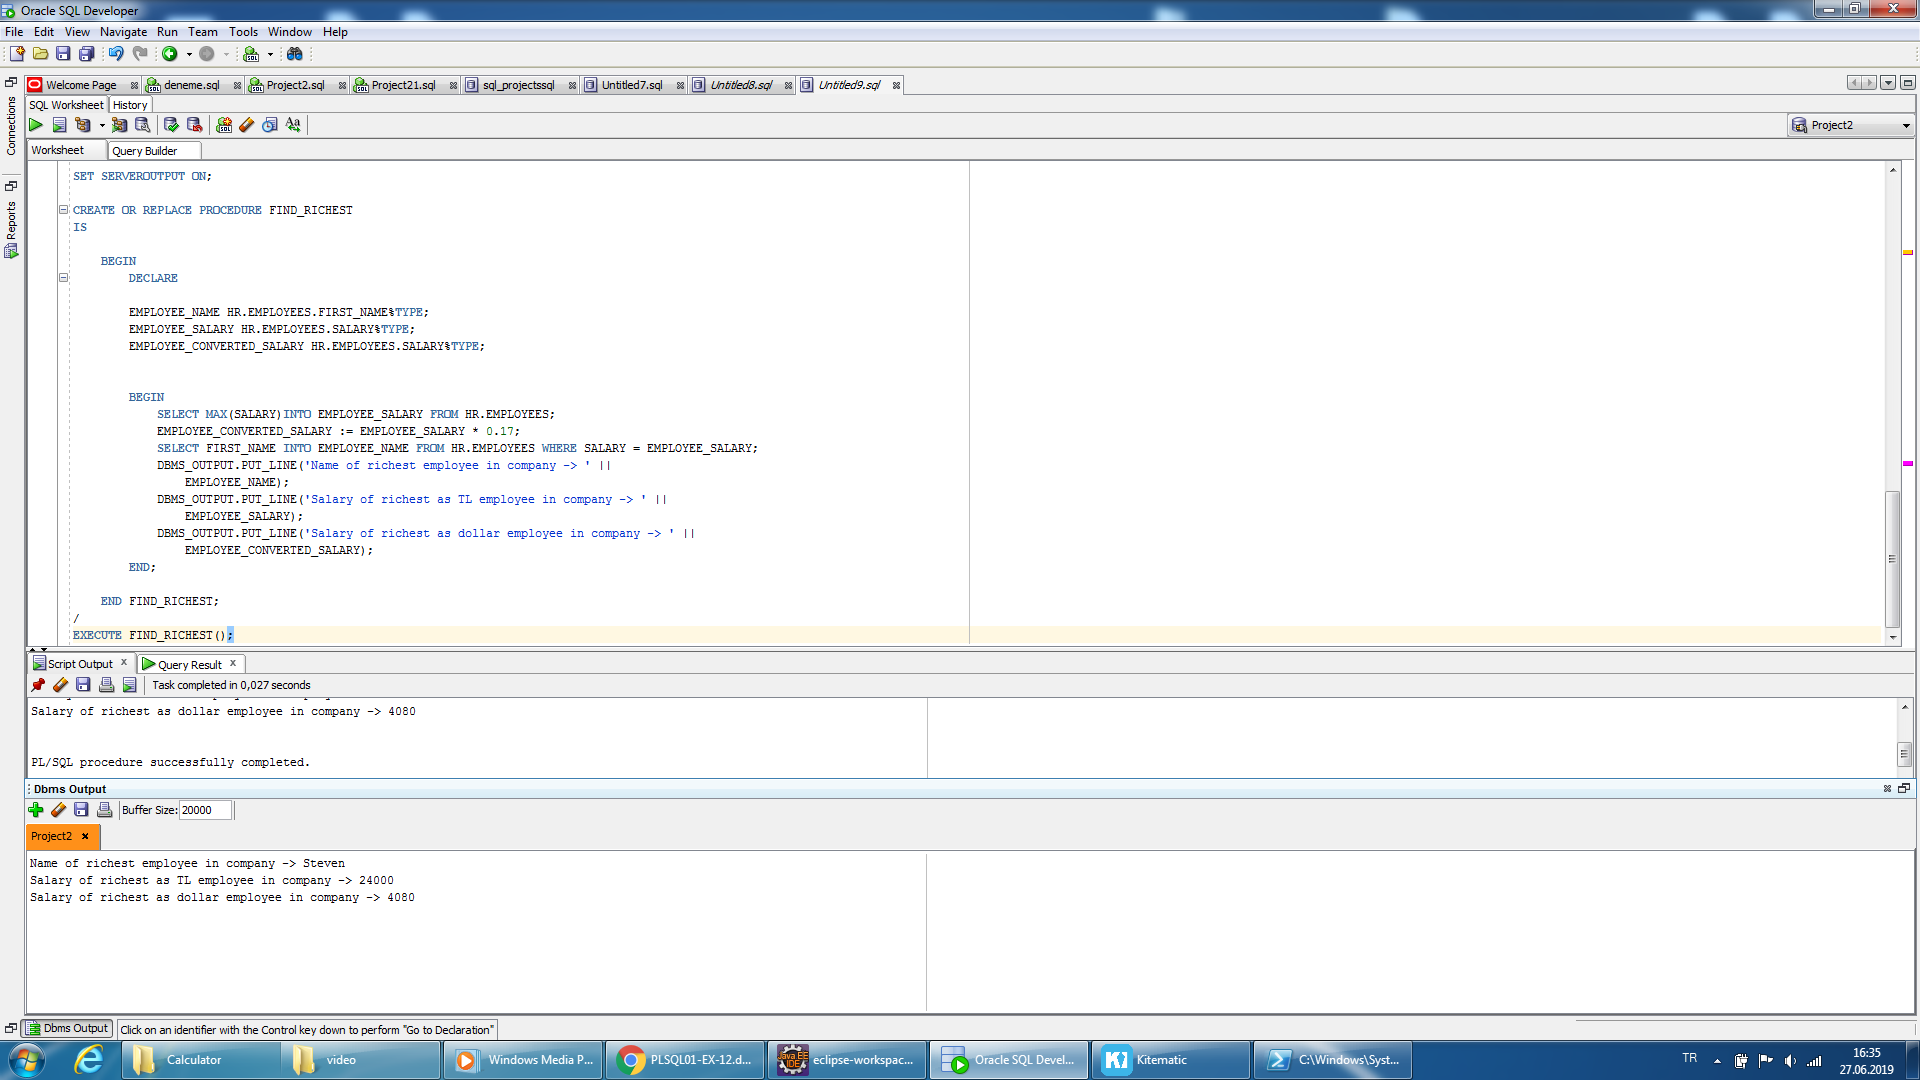 Oracle SQL Developer
File Edit View Navigate Run Team Tools Window Help
Welcome Page deneme.sql Project2.sql Project21.sql sql_projectssql Untitled7.sql Untitled8.sql Untitled9.sql
SQL Worksheet History
Project2
Worksheet Query Builder
Connections
Reports
SET SERVEROUTPUT ON;
CREATE OR REPLACE PROCEDURE FIND_RICHEST
IS
BEGIN
DECLARE
EMPLOYEE_NAME HR.EMPLOYEES.FIRST_NAME%TYPE;
EMPLOYEE_SALARY HR.EMPLOYEES.SALARY%TYPE;
EMPLOYEE_CONVERTED_SALARY HR.EMPLOYEES.SALARY%TYPE;
BEGIN
SELECT MAX(SALARY)INTO EMPLOYEE_SALARY FROM HR.EMPLOYEES;
EMPLOYEE_CONVERTED_SALARY := EMPLOYEE_SALARY * 0.17;
SELECT FIRST_NAME INTO EMPLOYEE_NAME FROM HR.EMPLOYEES WHERE SALARY = EMPLOYEE_SALARY;
DBMS_OUTPUT.PUT_LINE('Name of richest employee in company -> ' ||
EMPLOYEE_NAME);
DBMS_OUTPUT.PUT_LINE('Salary of richest as TL employee in company -> ' ||
EMPLOYEE_SALARY);
DBMS_OUTPUT.PUT_LINE('Salary of richest as dollar employee in company -> ' ||
EMPLOYEE_CONVERTED_SALARY);
END;
END FIND_RICHEST;
/
EXECUTE FIND_RICHEST();
Script Output Query Result
Task completed in 0,027 seconds
Salary of richest as dollar employee in company -> 4080
PL/SQL procedure successfully completed.
Dbms Output
Buffer Size: 20000
Project2
Name of richest employee in company -> Steven
Salary of richest as TL employee in company -> 24000
Salary of richest as dollar employee in company -> 4080
Dbms Output Click on an identifier with the Control key down to perform "Go to Declaration"
Calculator video Windows Media P... PLSQL01-EX-12.d... eclipse-workspac... Oracle SQL Devel... Kitematic C:\Windows\Syst... TR 16:35
27.06.2019